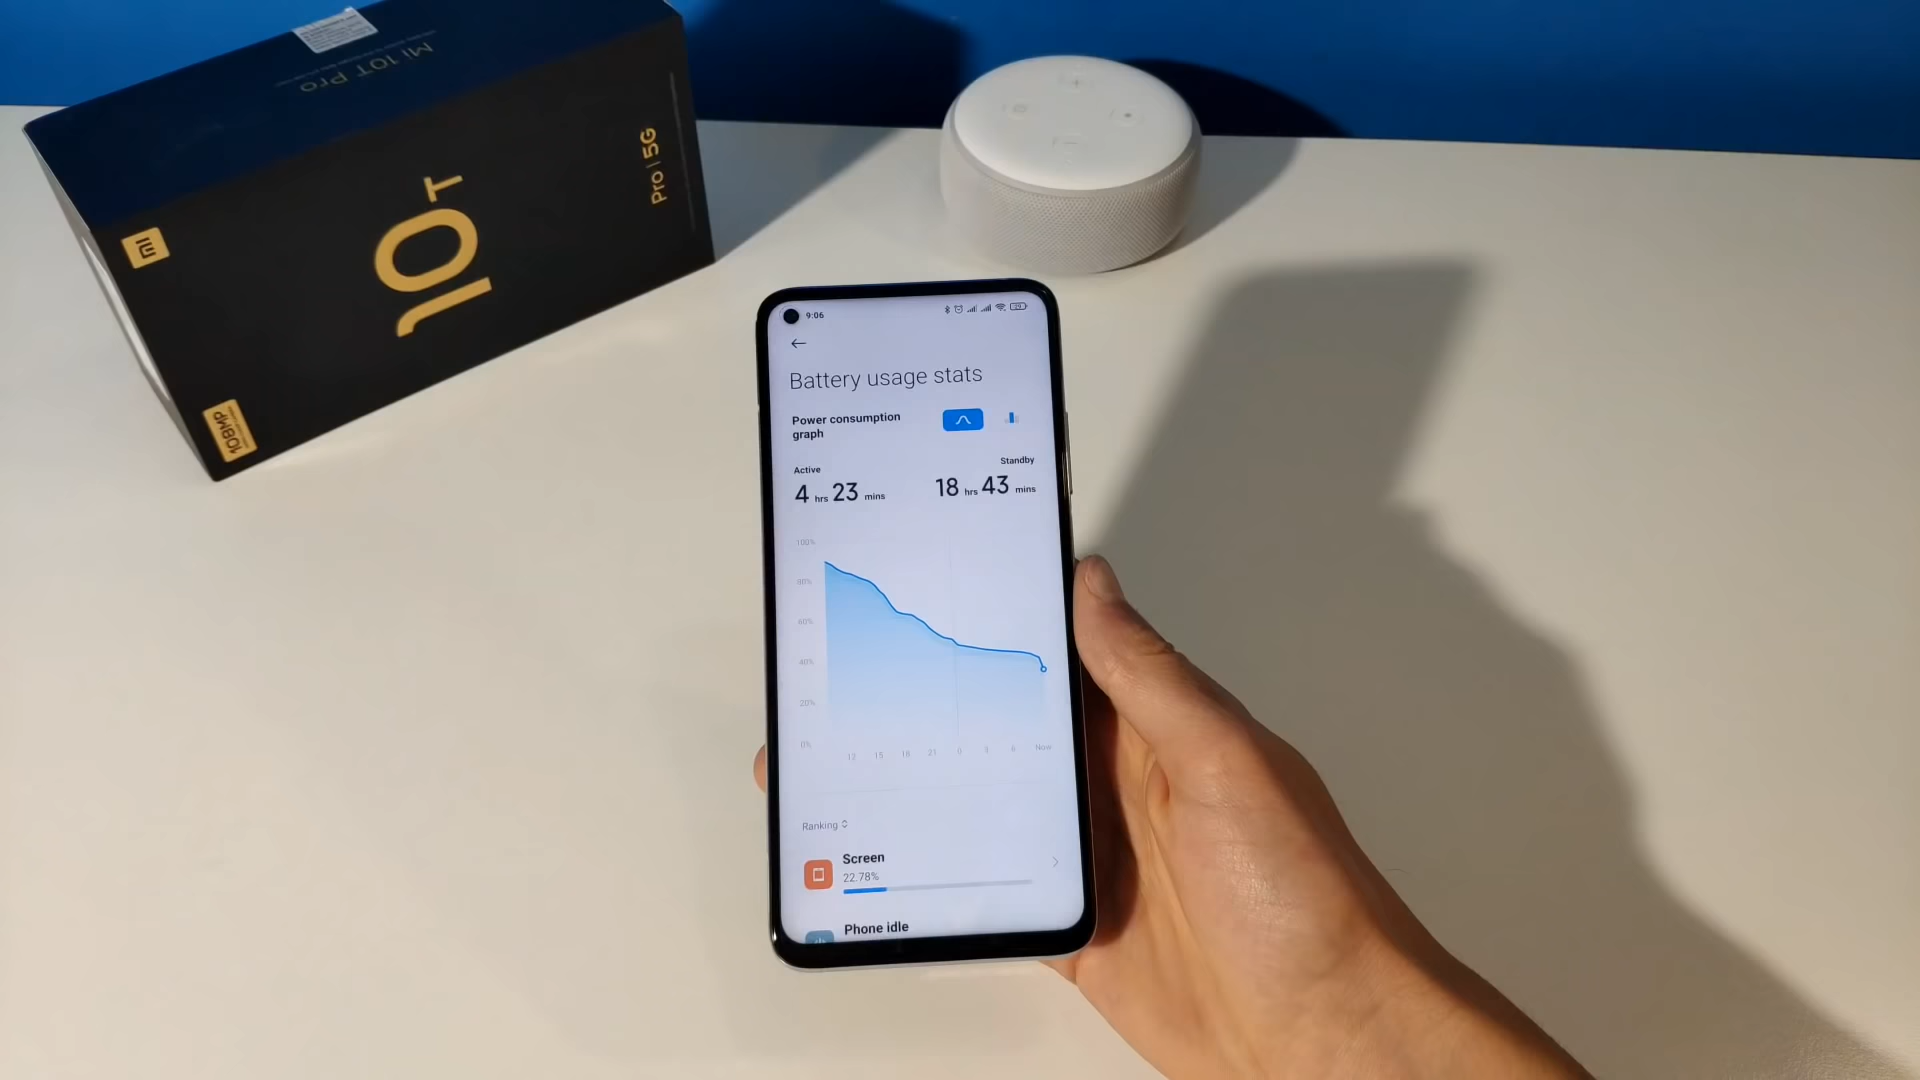 Mi 10T Pro
10T
Pro | 5G
108MP
9:06
Battery usage stats
Power consumption
graph
Active
Standby
4 hrs 23 mins
18 hrs 43 mins
100%
80%
60%
40%
20%
0%
12 15 18 21 0 3 6 Now
Ranking
Screen
22.78%
Phone idle